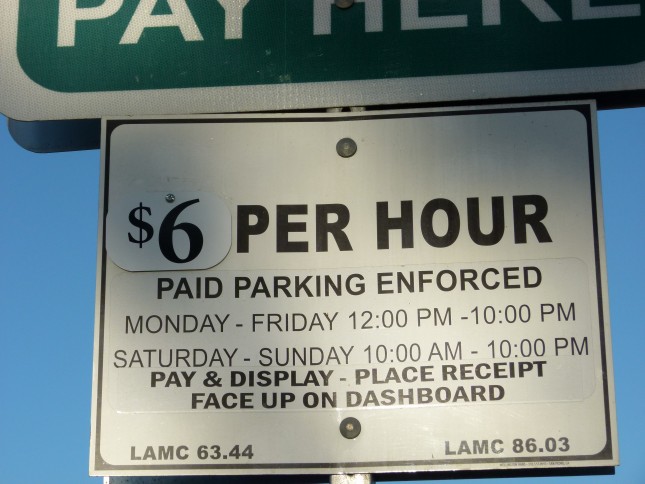 PAY HERE
$6 PER HOUR
PAID PARKING ENFORCED
MONDAY - FRIDAY 12:00 PM -10:00 PM
SATURDAY - SUNDAY 10:00 AM - 10:00 PM
PAY & DISPLAY - PLACE RECEIPT
FACE UP ON DASHBOARD
LAMC 63.44 LAMC 86.03